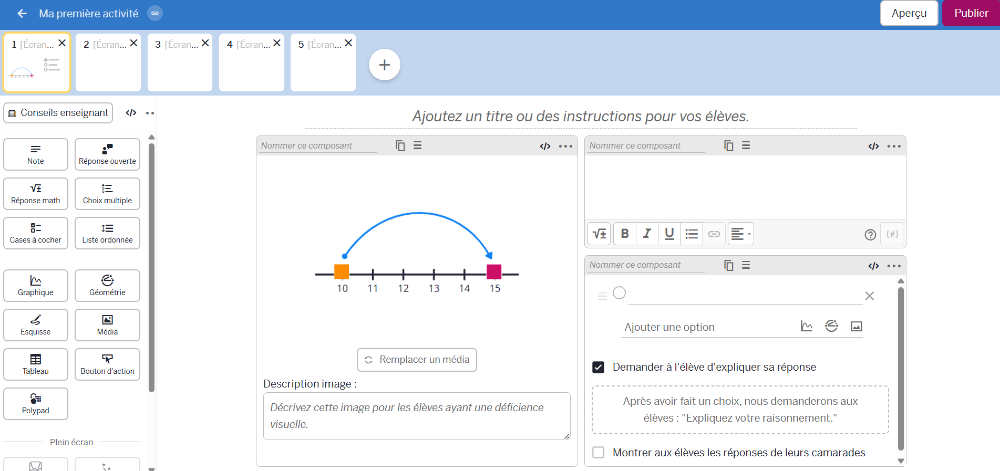 Ma première activité
Aperçu
Publier
1 [Écran...
2 [Écran...
3 [Écran...
4 [Écran...
5 [Écran...
Conseils enseignant
Note
Réponse ouverte
Réponse math
Choix multiple
Cases à cocher
Liste ordonnée
Graphique
Géométrie
Esquisse
Média
Tableau
Bouton d'action
Polypad
Plein écran
Ajoutez un titre ou des instructions pour vos élèves.
Nommer ce composant
10 11 12 13 14 15
Remplacer un média
Description image :
Décrivez cette image pour les élèves ayant une déficience
visuelle.
Nommer ce composant
B I U
{#}
Nommer ce composant
Ajouter une option
Demander à l'élève d'expliquer sa réponse
Après avoir fait un choix, nous demanderons aux
élèves : "Expliquez votre raisonnement."
Montrer aux élèves les réponses de leurs camarades